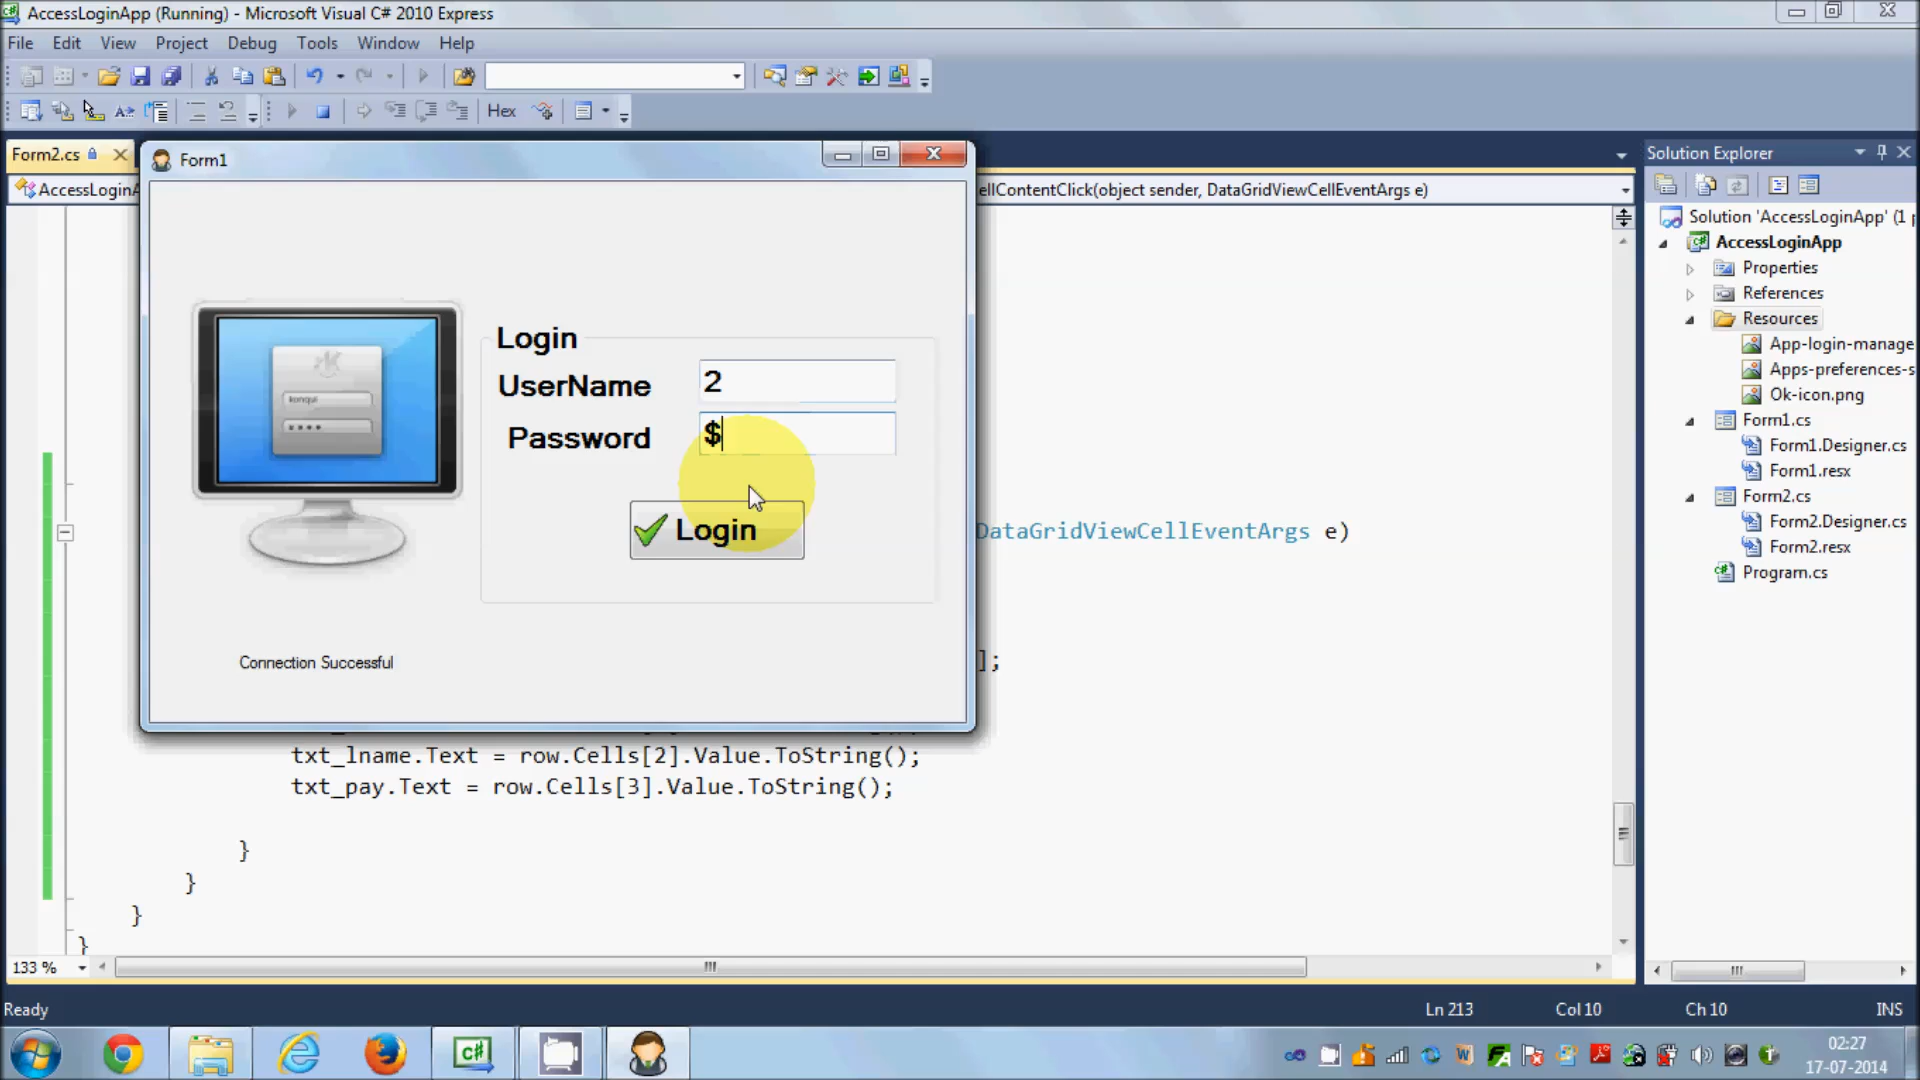 AccessLoginApp (Running) - Microsoft Visual C# 2010 Express
File Edit View Project Debug Tools Window Help
Hex
Form2.cs
AccessLoginA
ellContentClick(object sender, DataGridViewCellEventArgs e)
Form1
Login
UserName 2
Password $
Login
konqui
Connection Successful
DataGridViewCellEventArgs e)
];
txt_lname.Text = row.Cells[2].Value.ToString();
txt_pay.Text = row.Cells[3].Value.ToString();
}
}
}
}
133 %
Solution Explorer
Solution 'AccessLoginApp' (1 p
AccessLoginApp
Properties
References
Resources
App-login-manage
Apps-preferences-s
Ok-icon.png
Form1.cs
Form1.Designer.cs
Form1.resx
Form2.cs
Form2.Designer.cs
Form2.resx
Program.cs
Ready Ln 213 Col 10 Ch 10 INS
02:27
17-07-2014